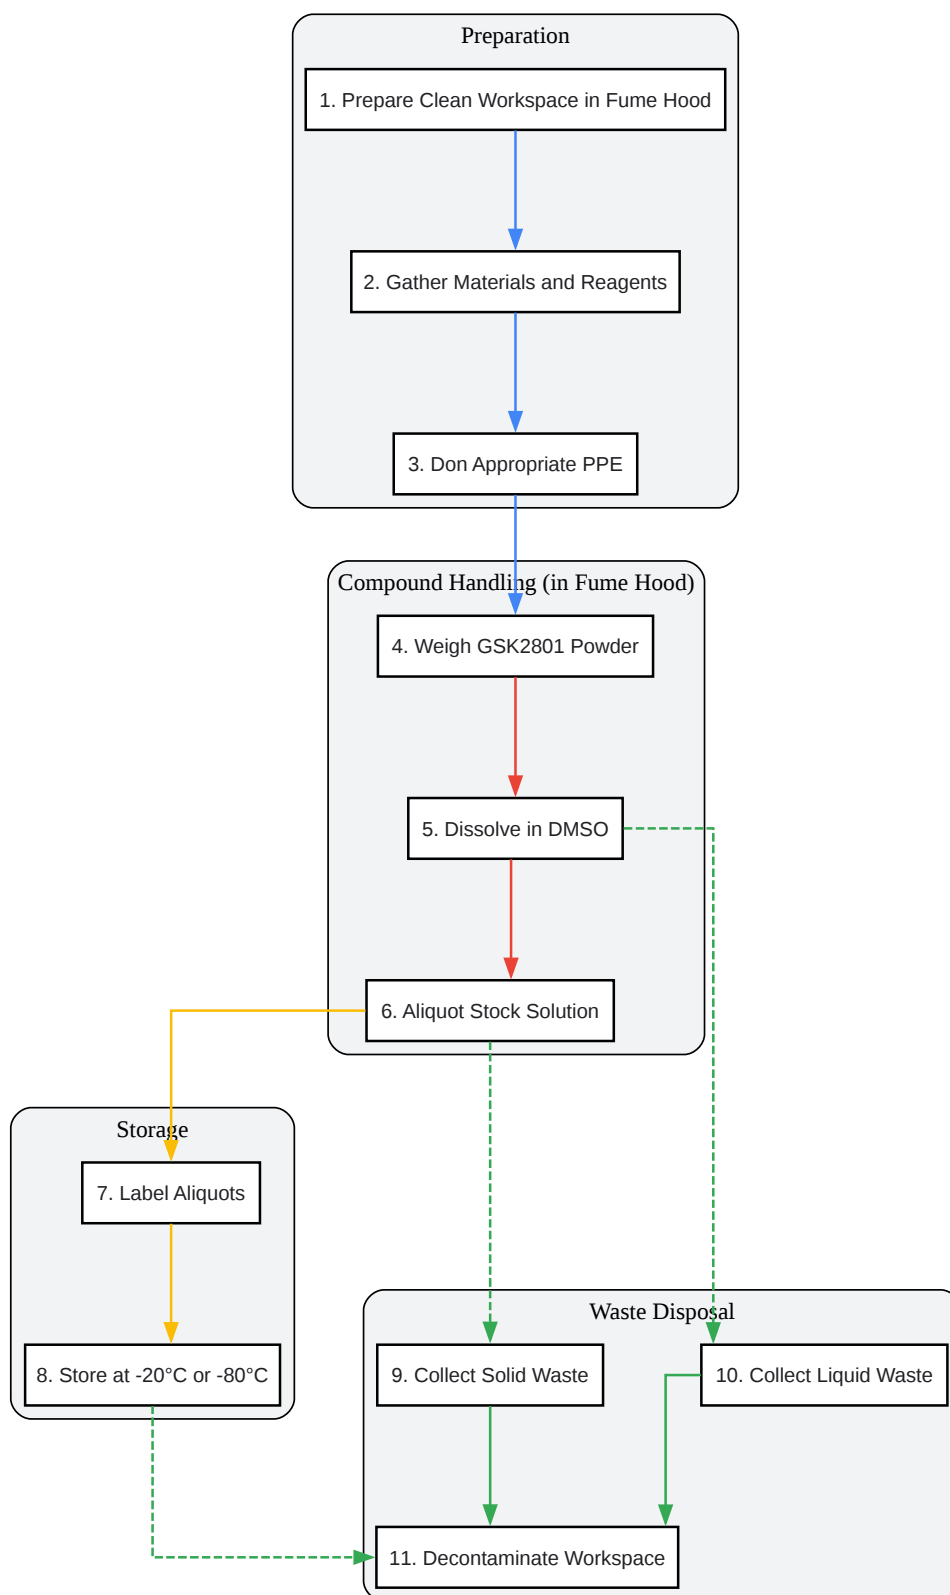 Preparation
1. Prepare Clean Workspace in Fume Hood
2. Gather Materials and Reagents
3. Don Appropriate PPE
Compound Handling (in Fume Hood)
4. Weigh GSK2801 Powder
5. Dissolve in DMSO
6. Aliquot Stock Solution
Storage
7. Label Aliquots
8. Store at -20°C or -80°C
Waste Disposal
9. Collect Solid Waste
10. Collect Liquid Waste
11. Decontaminate Workspace